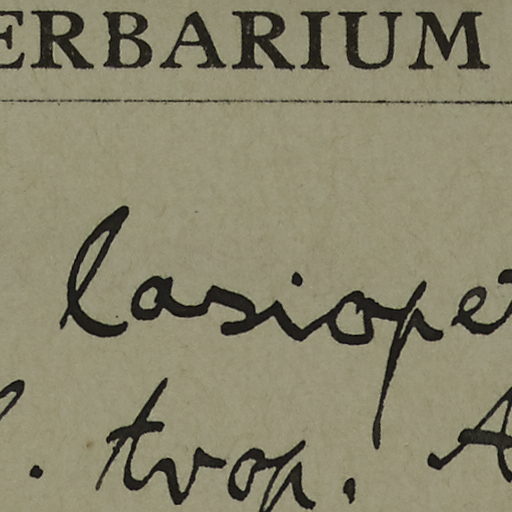 ERBARIUM
lasiope
l. trop. A